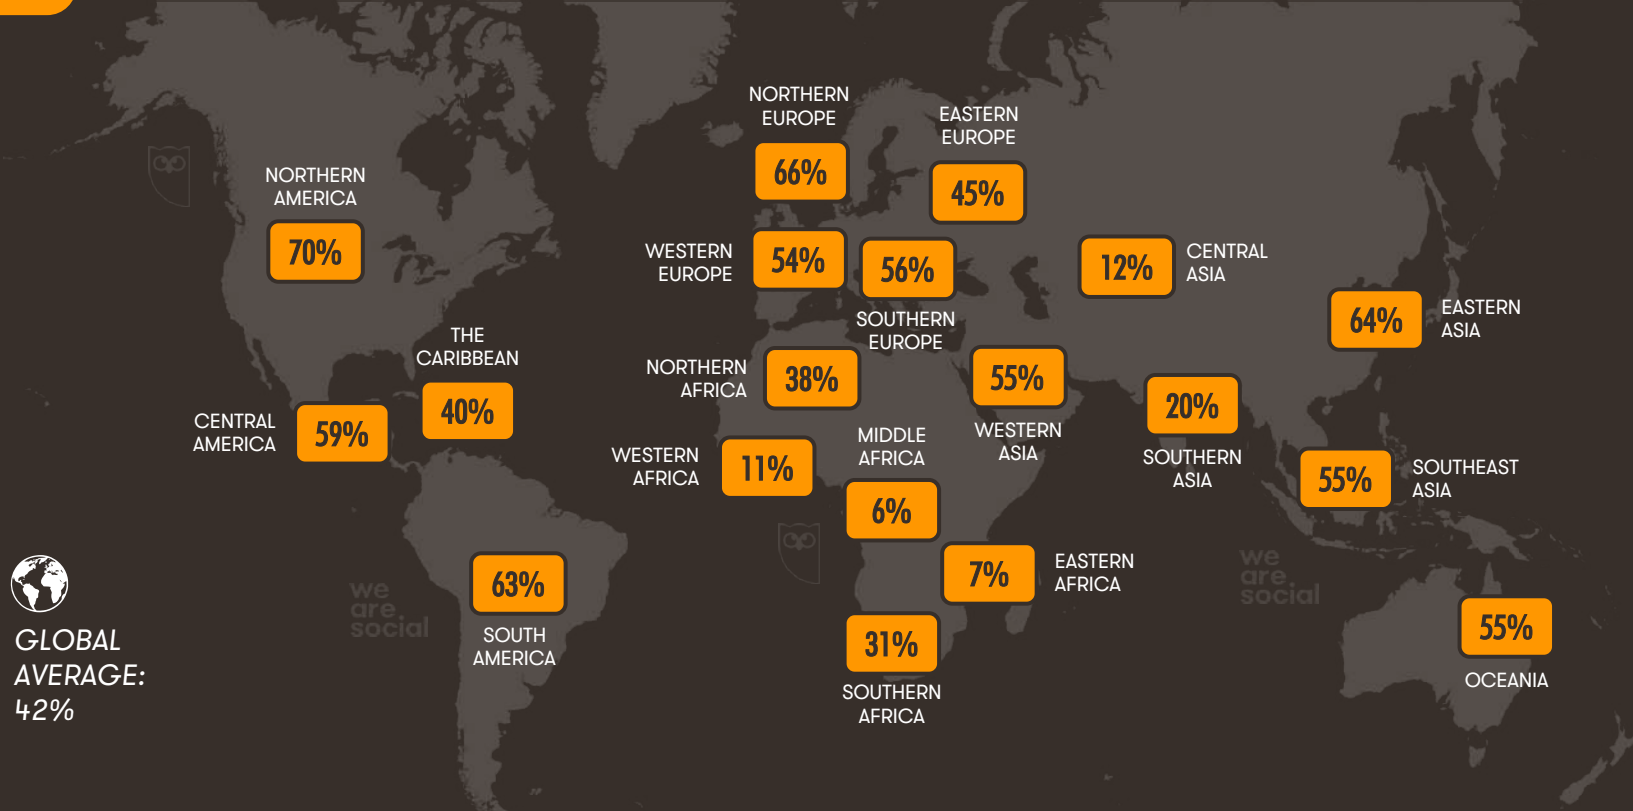 NORTHERN
EUROPE
66%
EASTERN
EUROPE
45%
NORTHERN
AMERICA
70%
WESTERN
EUROPE
54%
56%
SOUTHERN
EUROPE
12%
CENTRAL
ASIA
64%
EASTERN
ASIA
THE
CARIBBEAN
40%
NORTHERN
AFRICA
38%
55%
WESTERN
ASIA
20%
SOUTHERN
ASIA
CENTRAL
AMERICA
59%
WESTERN
AFRICA
11%
MIDDLE
AFRICA
6%
55%
SOUTHEAST
ASIA
7%
EASTERN
AFRICA
63%
SOUTH
AMERICA
31%
SOUTHERN
AFRICA
55%
OCEANIA
we
are
social
we
are
social
GLOBAL
AVERAGE:
42%